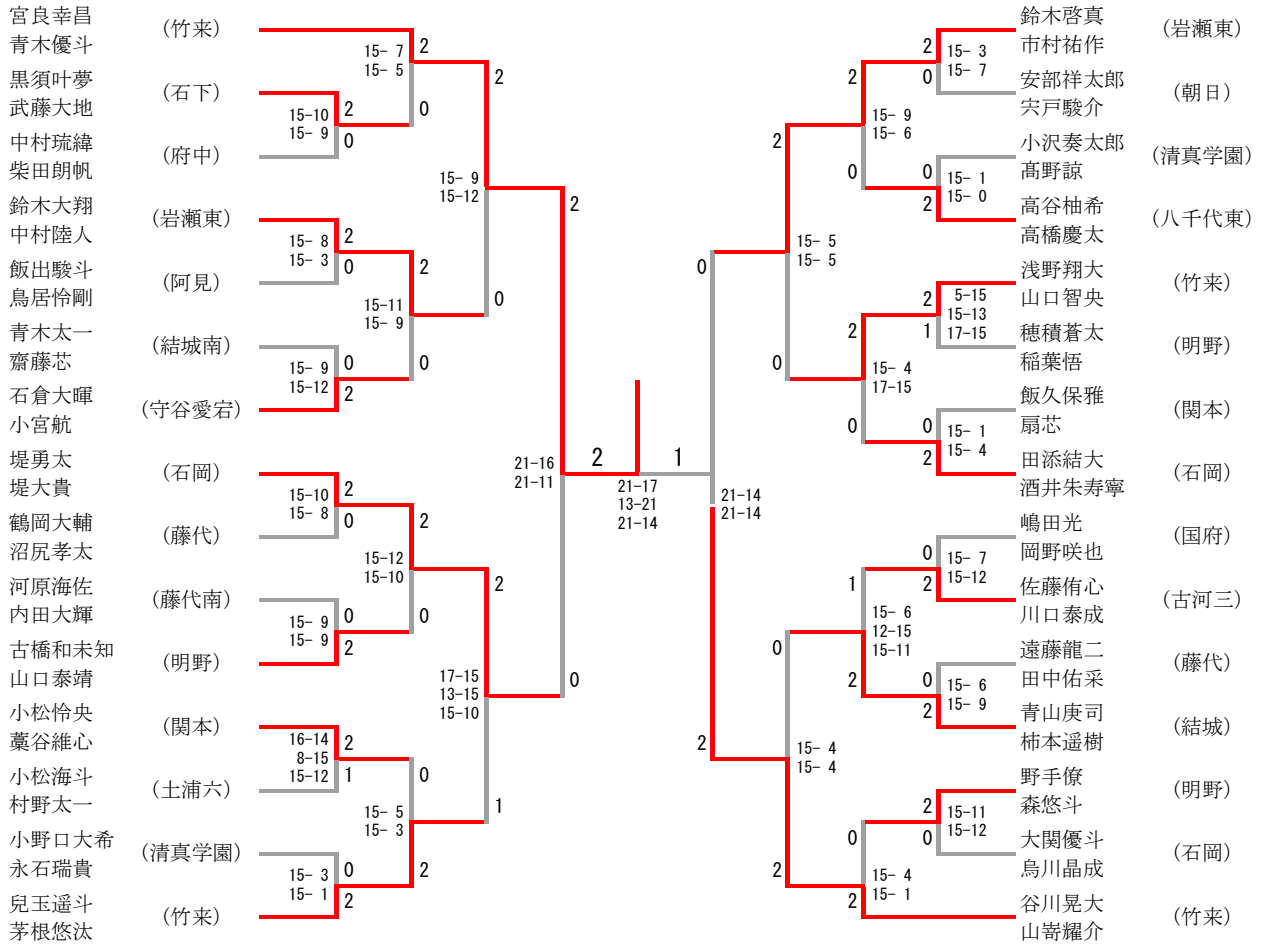 宮良幸昌
青木優斗
(竹来)
黒須叶夢
武藤大地
(石下)
中村琉緯
柴田朗帆
(府中)
鈴木大翔
中村陸人
(岩瀬東)
飯出駿斗
鳥居怜剛
(阿見)
青木太一
齋藤芯
(結城南)
石倉大暉
小宮航
(守谷愛宕)
堤勇太
堤大貴
(石岡)
鶴岡大輔
沼尻孝太
(藤代)
河原海佐
内田大輝
(藤代南)
古橋和未知
山口泰靖
(明野)
小松怜央
藁谷維心
(関本)
小松海斗
村野太一
(土浦六)
小野口大希
永石瑞貴
(清真学園)
兒玉遥斗
茅根悠汰
(竹来)
15-10
15- 9
2
0
15- 8
15- 3
2
0
15- 9
15-12
0
2
15-10
15- 8
2
0
15- 9
15- 9
0
2
16-14
8-15
15-12
2
1
15- 3
15- 1
0
2
15- 7
15- 5
2
0
15-11
15- 9
2
0
15-12
15-10
2
0
15- 5
15- 3
0
2
15- 9
15-12
2
0
17-15
13-15
15-10
2
1
21-16
21-11
2
0
2
1
21-17
13-21
21-14
0
2
21-14
21-14
2
0
15- 5
15- 5
0
2
15- 4
15- 4
2
0
15- 9
15- 6
2
0
15- 4
17-15
1
2
15- 6
12-15
15-11
0
2
15- 4
15- 1
2
0
15- 3
15- 7
0
2
15- 1
15- 0
2
1
5-15
15-13
17-15
0
2
15- 1
15- 4
0
2
15- 7
15-12
0
2
15- 6
15- 9
2
0
15-11
15-12
鈴木啓真
市村祐作
(岩瀬東)
安部祥太郎
宍戸駿介
(朝日)
小沢奏太郎
髙野諒
(清真学園)
高谷柚希
高橋慶太
(八千代東)
浅野翔大
山口智央
(竹来)
穂積蒼太
稲葉悟
(明野)
飯久保雅
扇芯
(関本)
田添結大
酒井朱寿寧
(石岡)
嶋田光
岡野咲也
(国府)
佐藤侑心
川口泰成
(古河三)
遠藤龍二
田中佑采
(藤代)
青山庚司
柿本遥樹
(結城)
野手僚
森悠斗
(明野)
大関優斗
烏川晶成
(石岡)
谷川晃大
山嵜耀介
(竹来)